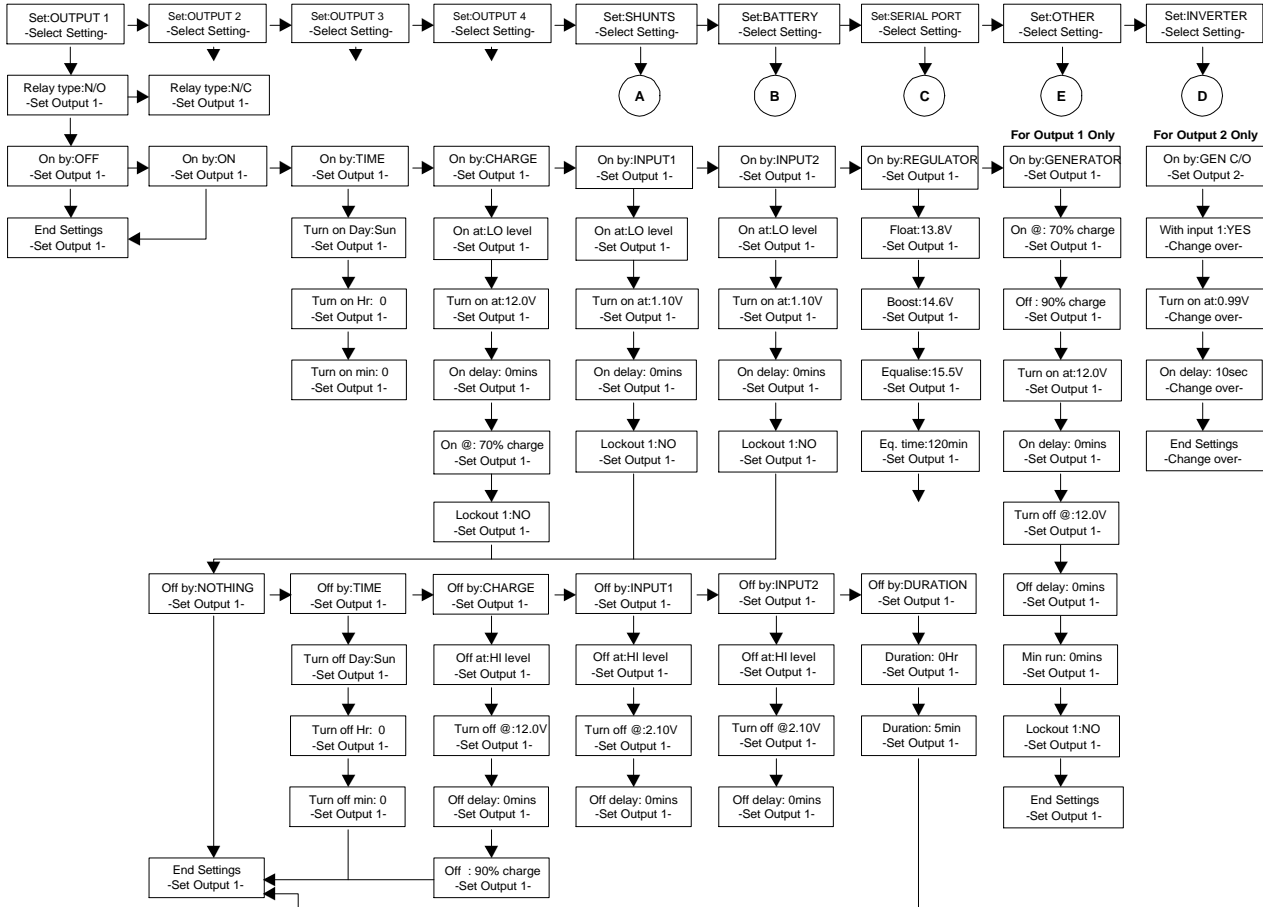 Set:OUTPUT 1
-Select Setting-
Set:OUTPUT 2
-Select Setting-
Set:OUTPUT 3
-Select Setting-
Set:OUTPUT 4
-Select Setting-
Set:SHUNTS
-Select Setting-
Set:BATTERY
-Select Setting-
Set:SERIAL PORT
-Select Setting-
Set:OTHER
-Select Setting-
Set:INVERTER
-Select Setting-
Relay type:N/O
-Set Output 1-
Relay type:N/C
-Set Output 1-
A
B
C
E
D
For Output 1 Only
For Output 2 Only
On by:OFF
-Set Output 1-
On by:ON
-Set Output 1-
On by:TIME
-Set Output 1-
On by:CHARGE
-Set Output 1-
On by:INPUT1
-Set Output 1-
On by:INPUT2
-Set Output 1-
On by:REGULATOR
-Set Output 1-
On by:GENERATOR
-Set Output 1-
On by:GEN C/O
-Set Output 2-
End Settings
-Set Output 1-
Turn on Day:Sun
-Set Output 1-
On at:LO level
-Set Output 1-
On at:LO level
-Set Output 1-
On at:LO level
-Set Output 1-
Float:13.8V
-Set Output 1-
On @: 70% charge
-Set Output 1-
With input 1:YES
-Change over-
Turn on Hr: 0
-Set Output 1-
Turn on at:12.0V
-Set Output 1-
Turn on at:1.10V
-Set Output 1-
Turn on at:1.10V
-Set Output 1-
Boost:14.6V
-Set Output 1-
Off : 90% charge
-Set Output 1-
Turn on at:0.99V
-Change over-
Turn on min: 0
-Set Output 1-
On delay: 0mins
-Set Output 1-
On delay: 0mins
-Set Output 1-
On delay: 0mins
-Set Output 1-
Equalise:15.5V
-Set Output 1-
Turn on at:12.0V
-Set Output 1-
On delay: 10sec
-Change over-
On @: 70% charge
-Set Output 1-
Lockout 1:NO
-Set Output 1-
Lockout 1:NO
-Set Output 1-
Eq. time:120min
-Set Output 1-
On delay: 0mins
-Set Output 1-
End Settings
-Change over-
Lockout 1:NO
-Set Output 1-
Turn off @:12.0V
-Set Output 1-
Off by:NOTHING
-Set Output 1-
Off by:TIME
-Set Output 1-
Off by:CHARGE
-Set Output 1-
Off by:INPUT1
-Set Output 1-
Off by:INPUT2
-Set Output 1-
Off by:DURATION
-Set Output 1-
Off delay: 0mins
-Set Output 1-
Turn off Day:Sun
-Set Output 1-
Off at:HI level
-Set Output 1-
Off at:HI level
-Set Output 1-
Off at:HI level
-Set Output 1-
Duration: 0Hr
-Set Output 1-
Min run: 0mins
-Set Output 1-
Turn off Hr: 0
-Set Output 1-
Turn off @:12.0V
-Set Output 1-
Turn off @:2.10V
-Set Output 1-
Turn off @2.10V
-Set Output 1-
Duration: 5min
-Set Output 1-
Lockout 1:NO
-Set Output 1-
Turn off min: 0
-Set Output 1-
Off delay: 0mins
-Set Output 1-
Off delay: 0mins
-Set Output 1-
Off delay: 0mins
-Set Output 1-
End Settings
-Set Output 1-
End Settings
-Set Output 1-
Off : 90% charge
-Set Output 1-